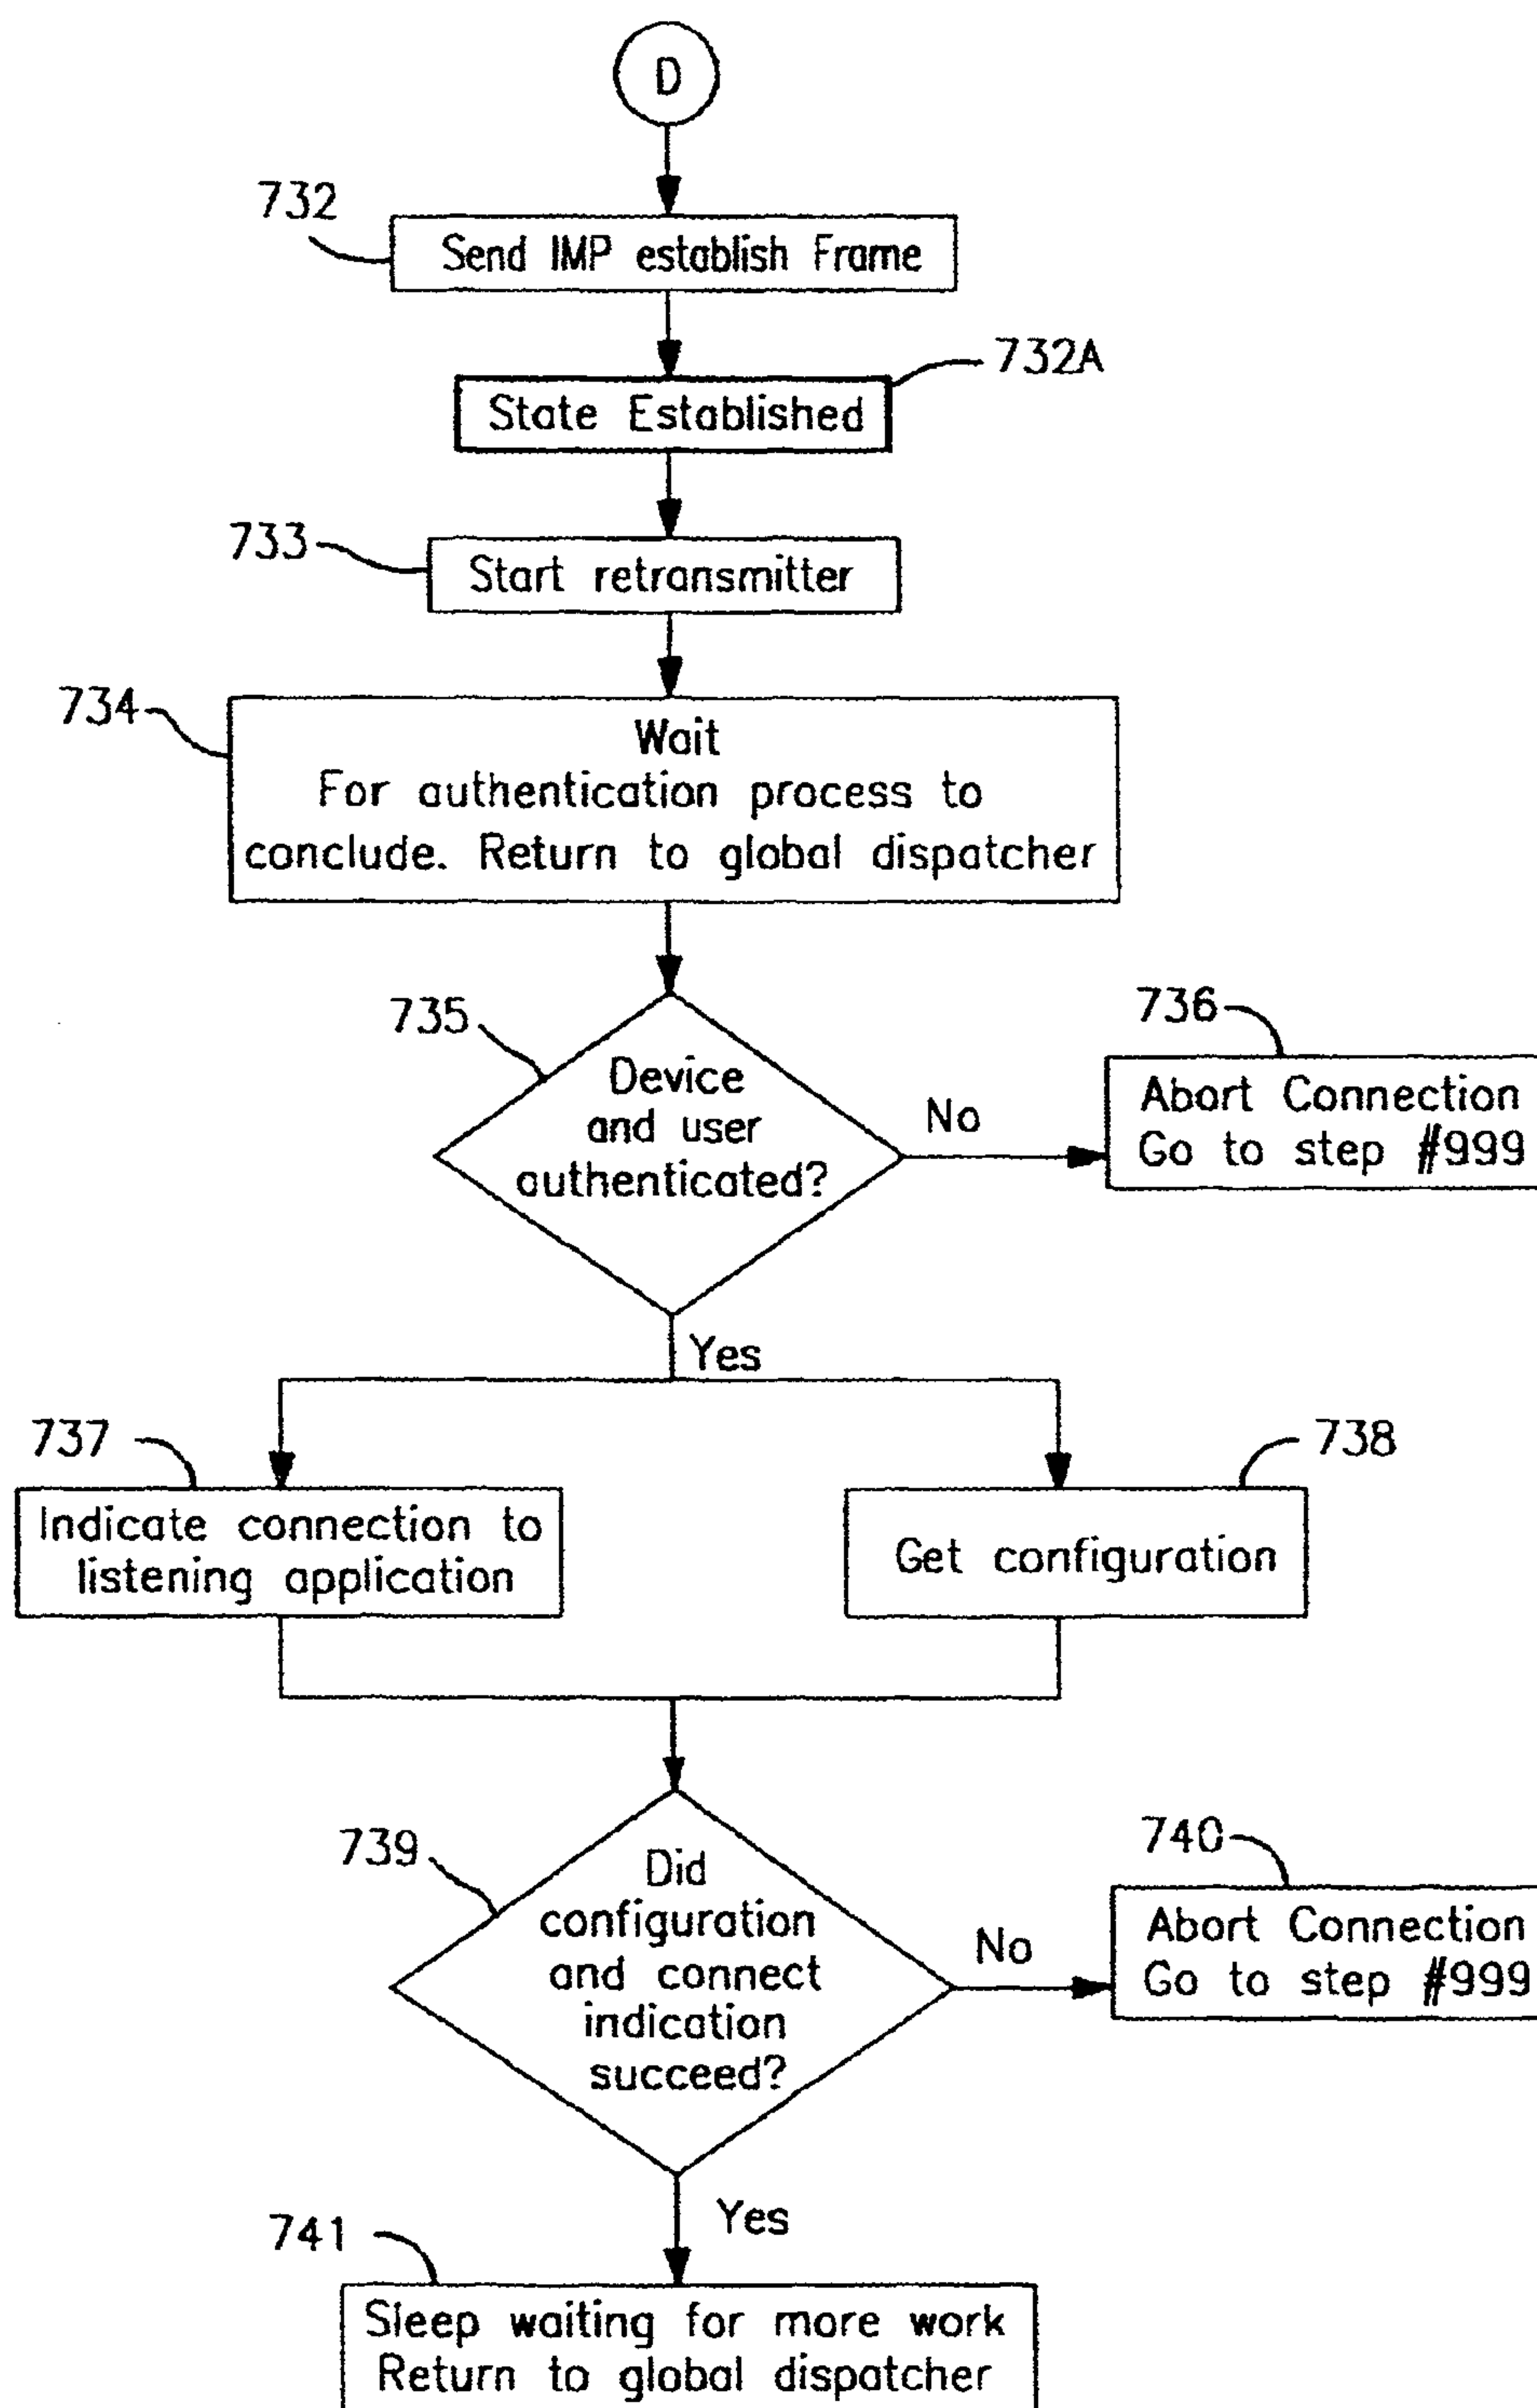 D
732
Send IMP establish Frame
732A
State Established
733
Start retransmitter
734
Wait
For authentication process to
conclude. Return to global dispatcher
735
Device
and user
authenticated?
No
736
Abort Connection
Go to step #999
Yes
737
Indicate connection to
listening application
738
Get configuration
739
Did
configuration
and connect
indication
succeed?
No
740
Abort Connection
Go to step #999
Yes
741
Sleep waiting for more work
Return to global dispatcher